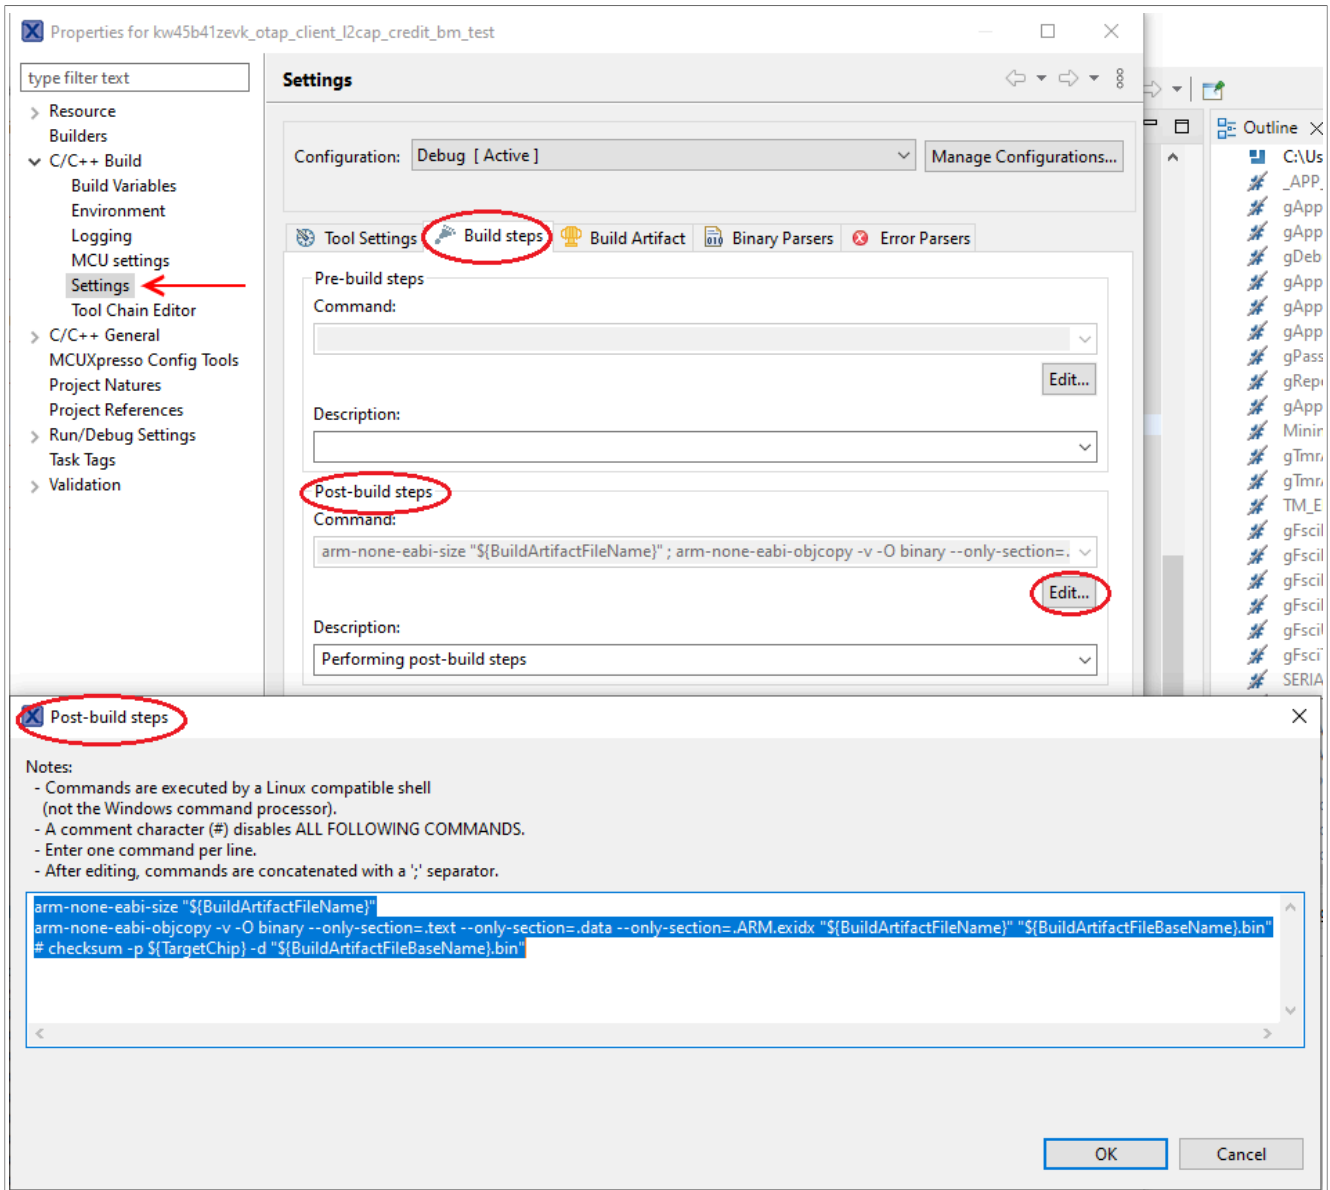 Properties for kw45b41zevk_otap_client_l2cap_credit_bm_test
type filter text
Resource
Builders
C/C++ Build
Build Variables
Environment
Logging
MCU settings
Settings
Tool Chain Editor
C/C++ General
MCUXpresso Config Tools
Project Natures
Project References
Run/Debug Settings
Task Tags
Validation
Settings
Configuration: Debug [ Active ] Manage Configurations...
Tool Settings Build steps Build Artifact Binary Parsers Error Parsers
Pre-build steps
Command:
Edit...
Description:
Post-build steps
Command:
arm-none-eabi-size "${BuildArtifactFileName}" ; arm-none-eabi-objcopy -v -O binary --only-section=.
Edit...
Description:
Performing post-build steps
Outline
C:\Us
_APP_
gApp
gApp
gDeb
gApp
gApp
gApp
gPass
gRep
gApp
Minir
gTmr
gTmr
TM_E
gFsci
gFsci
gFsci
gFsci
gFsci
gFsci
SERIA
Post-build steps
Notes:
- Commands are executed by a Linux compatible shell
(not the Windows command processor).
- A comment character (#) disables ALL FOLLOWING COMMANDS.
- Enter one command per line.
- After editing, commands are concatenated with a ';' separator.
arm-none-eabi-size "${BuildArtifactFileName}"
arm-none-eabi-objcopy -v -O binary --only-section=.text --only-section=.data --only-section=.ARM.exidx "${BuildArtifactFileName}" "${BuildArtifactFileBaseName}.bin"
# checksum -p ${TargetChip} -d "${BuildArtifactFileBaseName}.bin"
OK Cancel